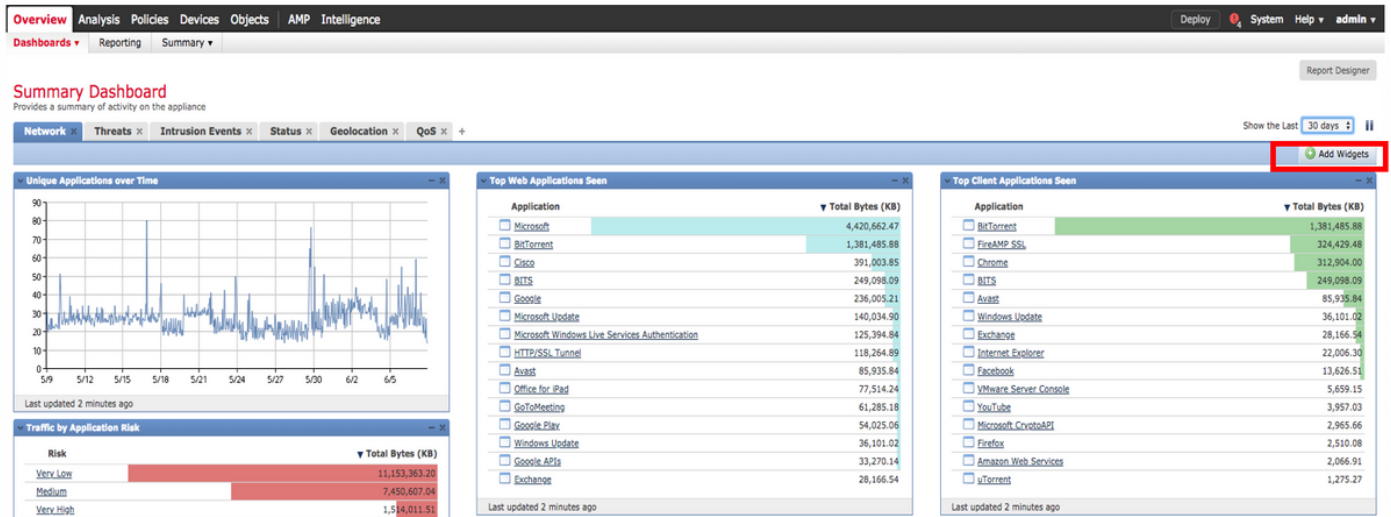 Overview Analysis Policies Devices Objects AMP Intelligence Deploy 4 System Help admin
Dashboards Reporting Summary
Report Designer
Summary Dashboard
Provides a summary of activity on the appliance
Network × Threats × Intrusion Events × Status × Geolocation × QoS × +
Show the Last 30 days
Add Widgets
Unique Applications over Time
90
80
70
60
50
40
30
20
10
0
5/9 5/12 5/15 5/18 5/21 5/24 5/27 5/30 6/2 6/5
Last updated 2 minutes ago
Traffic by Application Risk
Risk Total Bytes (KB)
Very Low 11,153,363.20
Medium 7,450,607.04
Very High 1,514,011.51
Top Web Applications Seen
Application Total Bytes (KB)
Microsoft 4,420,662.47
BitTorrent 1,381,485.88
Cisco 391,003.85
BITS 249,098.09
Google 236,005.21
Microsoft Update 140,034.90
Microsoft Windows Live Services Authentication 125,394.84
HTTP/SSL Tunnel 118,264.89
Avast 85,935.84
Office for iPad 77,514.24
GoToMeeting 61,285.18
Google Play 54,025.06
Windows Update 36,101.02
Google APIs 33,270.14
Exchange 28,166.54
Last updated 2 minutes ago
Top Client Applications Seen
Application Total Bytes (KB)
BitTorrent 1,381,485.88
FireAMP SSL 324,429.48
Chrome 312,904.00
BITS 249,098.09
Avast 85,935.84
Windows Update 36,101.02
Exchange 28,166.54
Internet Explorer 22,006.30
Facebook 13,626.51
VMware Server Console 5,659.15
YouTube 3,957.03
Microsoft CryptoAPI 2,965.66
Firefox 2,510.08
Amazon Web Services 2,066.91
uTorrent 1,275.27
Last updated 2 minutes ago